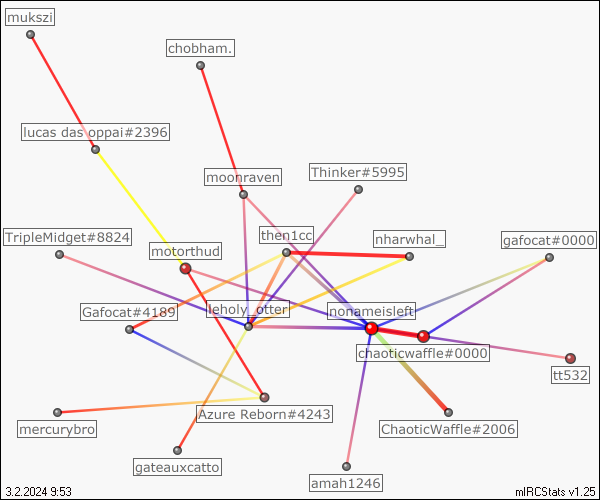 mukszi
chobham.
lucas das oppai#2396
moonraven
Thinker#5995
TripleMidget#8824
then1cc
nharwhal_
gafocat#0000
motorthud
Gafocat#4189
leholy_otter
nonameisleft
chaoticwaffle#0000
tt532
Azure Reborn#4243
mercurybro
ChaoticWaffle#2006
gateauxcatto
amah1246
3.2.2024 9:53
mIRCStats v1.25